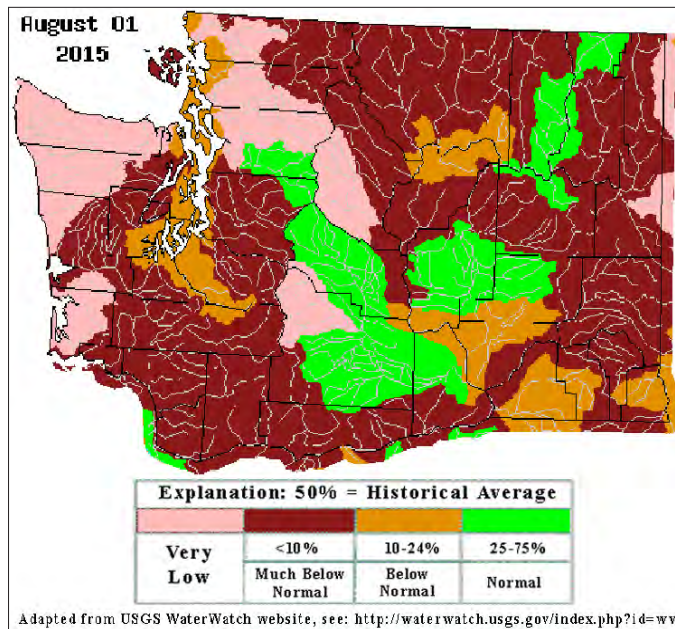 August 01
2015
Explanation: 50% = Historical Average
Very Low
<10%
10-24%
25-75%
Much Below Normal
Below Normal
Normal
Adapted from USGS WaterWatch website, see: http://waterwatch.usgs.gov/index.php?id=wv